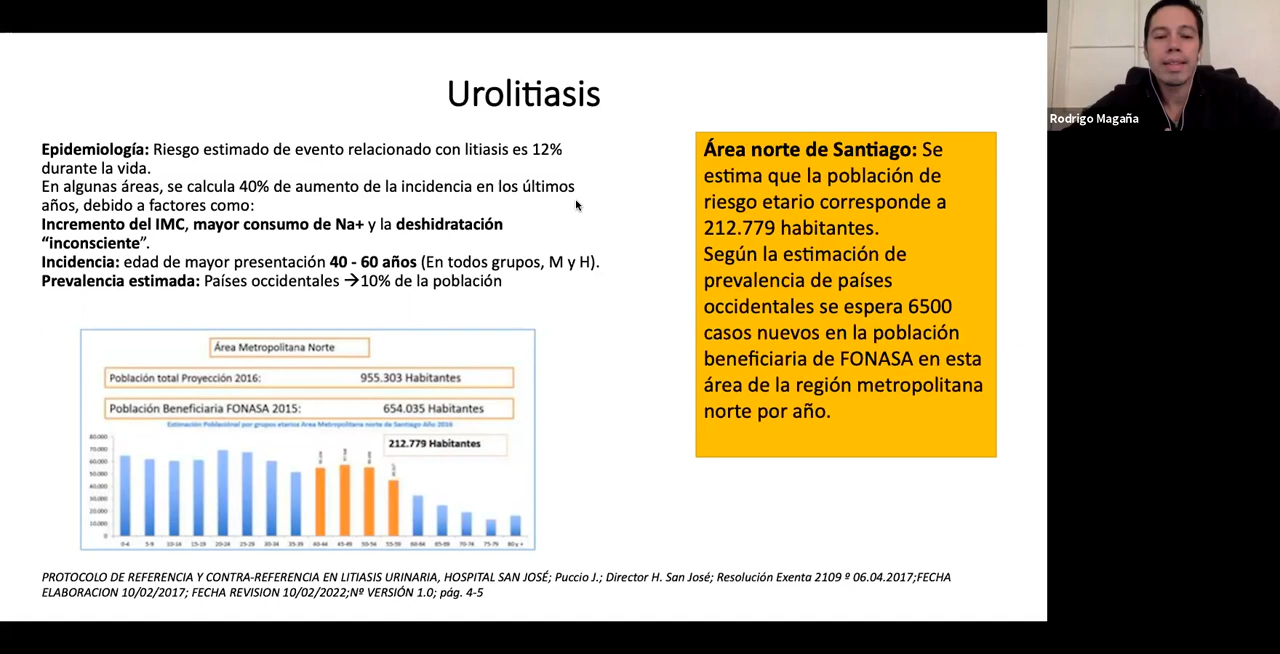 Urolitiasis
Epidemiología: Riesgo estimado de evento relacionado con litiasis es 12%
durante la vida.
En algunas áreas, se calcula 40% de aumento de la incidencia en los últimos
años, debido a factores como:
Incremento del IMC, mayor consumo de Na+ y la deshidratación
“inconsciente”.
Incidencia: edad de mayor presentación 40 - 60 años (En todos grupos, M y H).
Prevalencia estimada: Países occidentales →10% de la población
Área norte de Santiago: Se
estima que la población de
riesgo etario corresponde a
212.779 habitantes.
Según la estimación de
prevalencia de países
occidentales se espera 6500
casos nuevos en la población
beneficiaria de FONASA en esta
área de la región metropolitana
norte por año.
Área Metropolitana Norte
Población total Proyección 2016: 955.303 Habitantes
Población Beneficiaria FONASA 2015: 654.035 Habitantes
Estimación Poblacional por grupos etarios Area Metropolitana norte de Santiago Año 2016
212.779 Habitantes
80.000
70.000
60.000
50.000
40.000
30.000
20.000
10.000
0
0-4 5-9 10-14 15-19 20-24 25-29 30-34 35-39 40-44 45-49 50-54 55-59 60-64 65-69 70-74 75-79 80 y +
PROTOCOLO DE REFERENCIA Y CONTRA-REFERENCIA EN LITIASIS URINARIA, HOSPITAL SAN JOSÉ; Puccio J.; Director H. San José; Resolución Exenta 2109 º 06.04.2017;FECHA
ELABORACION 10/02/2017; FECHA REVISION 10/02/2022;Nº VERSIÓN 1.0; pág. 4-5
Rodrigo Magaña